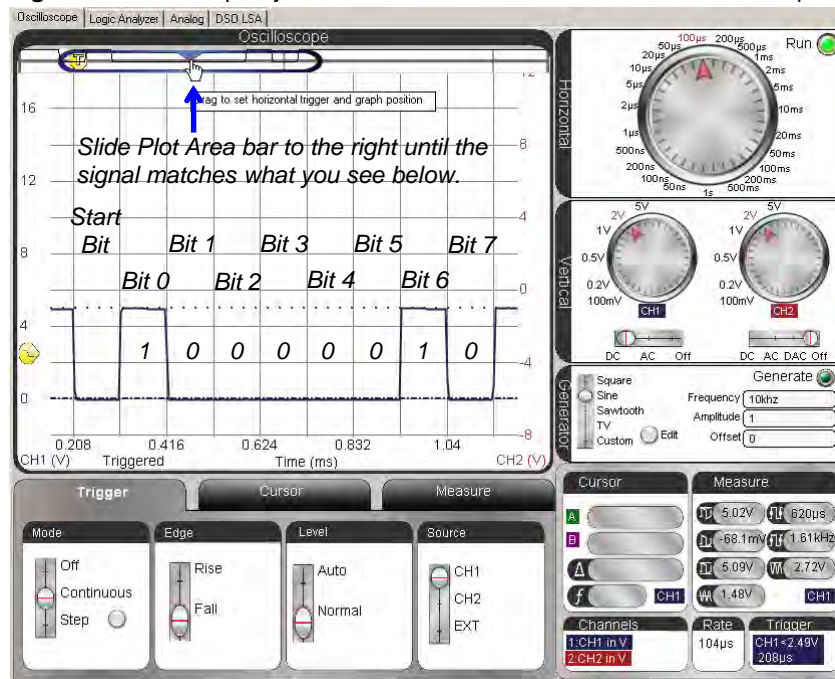 Oscilloscope | Logic Analyzer | Analog | DSO LSA
Oscilloscope
Drag to set horizontal trigger and graph position
Slide Plot Area bar to the right until the
signal matches what you see below.
Start
Bit
Bit 1 Bit 3 Bit 5 Bit 7
Bit 0 Bit 2 Bit 4 Bit 6
1 0 0 0 0 0 1 0
16
12
8
4
0
12
-8
-4
-0
-4
-8
0.208 0.416 0.624 0.832 1.04
CH1 (V) Triggered Time (ms) CH2 (V)
Horizontal
Run
1µs 2µs 5µs 10µs 20µs 50µs 100µs 200µs 500µs 1ms 2ms 5ms 10ms 20ms 50ms 100ms 200ms 500ms 1s 50ns 100ns 200ns 500ns
Vertical
5V 2V 1V 0.5V 0.2V 100mV CH1
5V 2V 1V 0.5V 0.2V 100mV CH2
DC AC Off
DC AC DAC Off
Generator
Square
Sine
Sawtooth
TV
Custom
Edit
Generate
Frequency 10khz
Amplitude 1
Offset 0
Trigger Cursor Measure
Mode
Off
Continuous
Step
Edge
Rise
Fall
Level
Auto
Normal
Source
CH1
CH2
EXT
Cursor
A
B
Δ
f CH1
Measure
5.02V 620µs
-68.1mV 1.61kHz
5.09V 2.72V
1.48V CH1
Channels
1:CH1 in V
2:CH2 in V
Rate
104µs
Trigger
CH1<2.49V
208µs